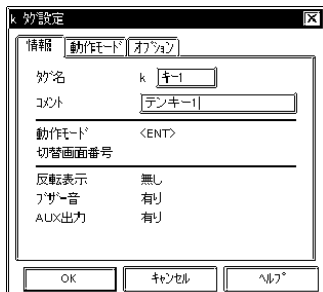 k ﾀｸﾞ設定
情報 動作ﾓｰﾄﾞ ｵﾌﾟｼｮﾝ
ﾀｸﾞ名 k ｷｰ1
ｺﾒﾝﾄ テンキー1
動作ﾓｰﾄﾞ <ENT>
切替画面番号
反転表示 無し
ﾌﾞｻﾞｰ音 有り
AUX出力 有り
OK ｷｬﾝｾﾙ ﾍﾙﾌﾟ